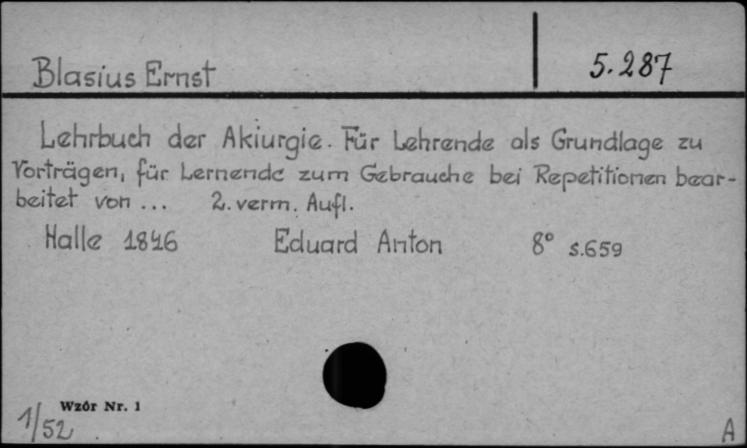 Blasius Ernst
5.287
Lehrbuch der Akiurgie. Für Lehrende als Grundlage zu
Vorträgen, für Lernende zum Gebrauche bei Repetitionen bear-
beitet von ... 2. verm. Aufl.
Halle 1846 Eduard Anton 8° s.659
Wzór Nr. 1
1/52
A